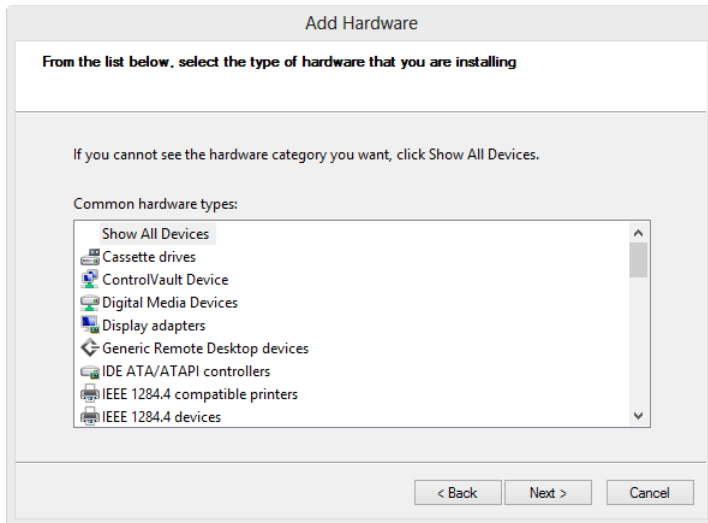 Add Hardware
From the list below, select the type of hardware that you are installing
If you cannot see the hardware category you want, click Show All Devices.
Common hardware types:
Show All Devices
Cassette drives
ControlVault Device
Digital Media Devices
Display adapters
Generic Remote Desktop devices
IDE ATA/ATAPI controllers
IEEE 1284.4 compatible printers
IEEE 1284.4 devices
< Back Next > Cancel